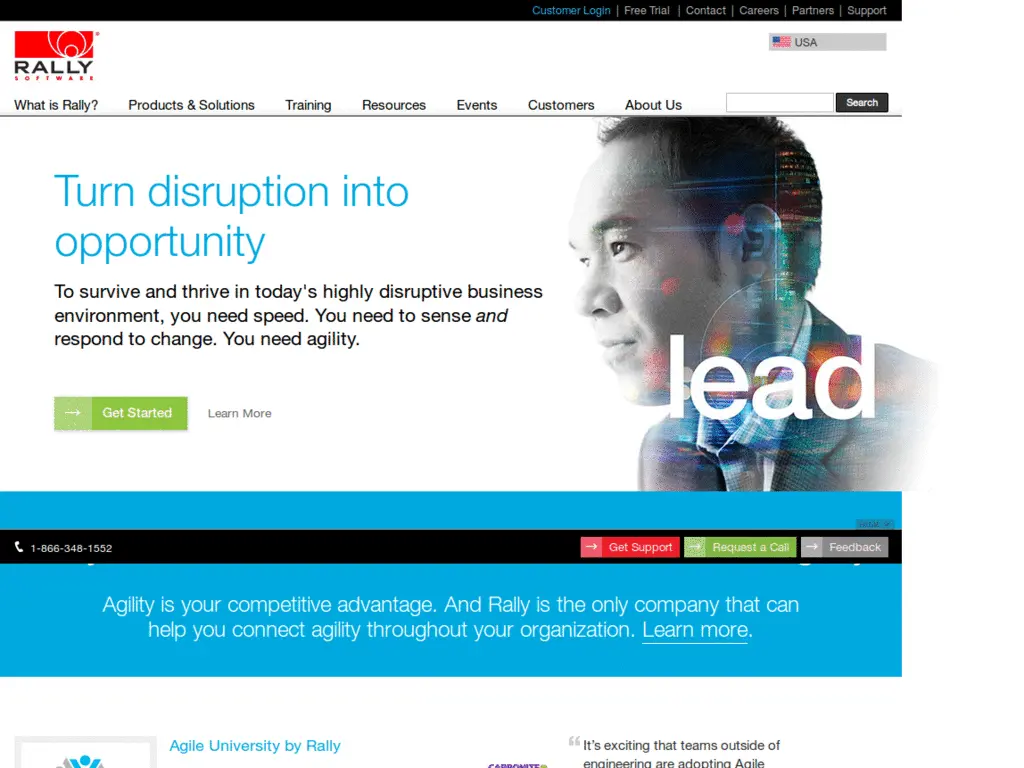 Customer Login | Free Trial | Contact | Careers | Partners | Support
RALLY
SOFTWARE
USA
What is Rally? Products & Solutions Training Resources Events Customers About Us Search
Turn disruption into
opportunity
To survive and thrive in today's highly disruptive business
environment, you need speed. You need to sense and
respond to change. You need agility.
lead
→ Get Started Learn More
1-866-348-1552 → Get Support → Request a Call → Feedback
Agility is your competitive advantage. And Rally is the only company that can
help you connect agility throughout your organization. Learn more.
Agile University by Rally
CARBONITE
“ It’s exciting that teams outside of
engineering are adopting Agile